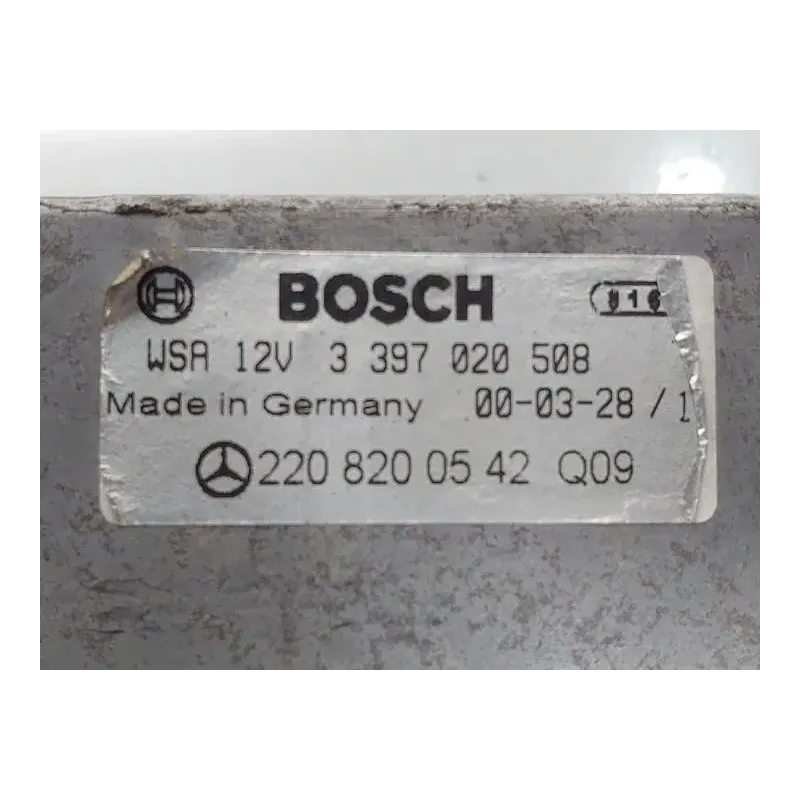 BOSCH 916
WSA 12V 3 397 020 508
Made in Germany 00-03-28 / 1
220 820 05 42 Q09